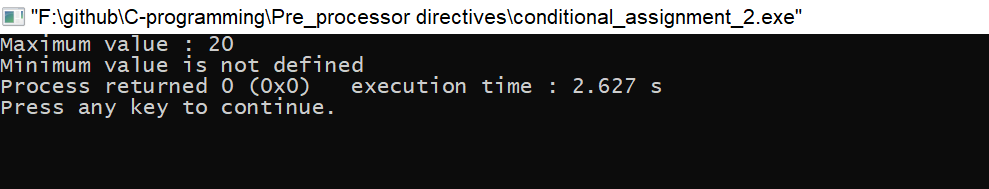 "F:\github\C-programming\Pre_processor directives\conditional_assignment_2.exe"
Maximum value : 20
Minimum value is not defined
Process returned 0 (0x0)   execution time : 2.627 s
Press any key to continue.